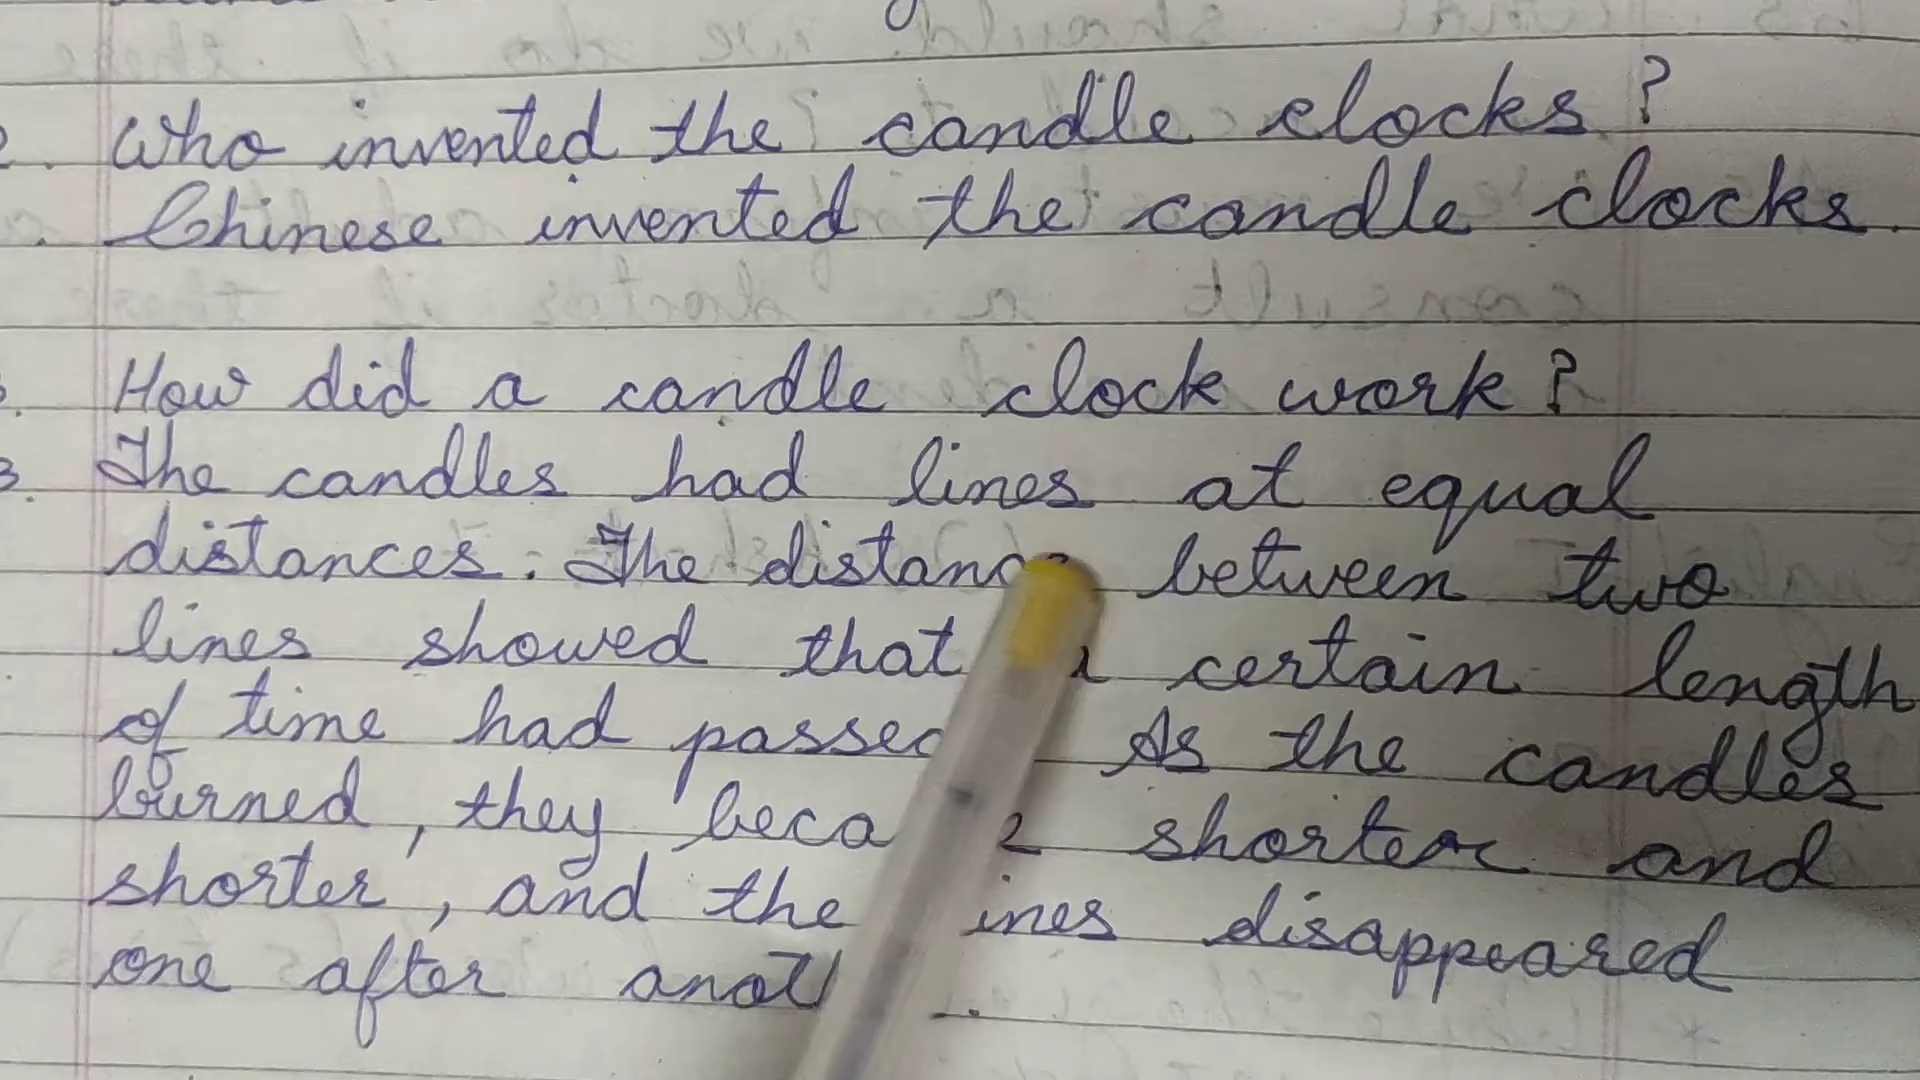 . Who invented the candle clocks?
. Chinese invented the candle clocks.
. How did a candle clock work?
3. The candles had lines at equal
distances. The between two
lines showed that certain length
of time had As the candles
burned, they shorter and
shorter, and the disappeared
one after